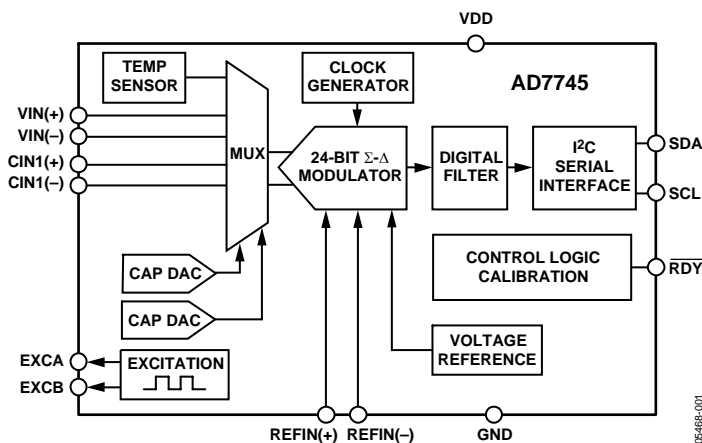 VDD
TEMP
SENSOR
CLOCK
GENERATOR
AD7745
VIN(+)
VIN(–)
CIN1(+)
CIN1(–)
MUX
24-BIT Σ-Δ
MODULATOR
DIGITAL
FILTER
I²C
SERIAL
INTERFACE
SDA
SCL
CAP DAC
CAP DAC
CONTROL LOGIC
CALIBRATION
RDY
EXCA
EXCB
EXCITATION
VOLTAGE
REFERENCE
REFIN(+)
REFIN(–)
GND
05468-001